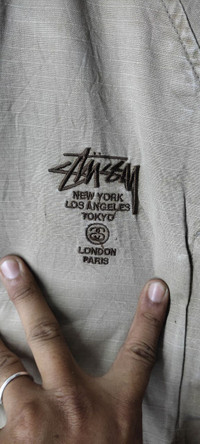 Stüssy
NEW YORK
LOS ANGELES
TOKYO
LONDON
PARIS